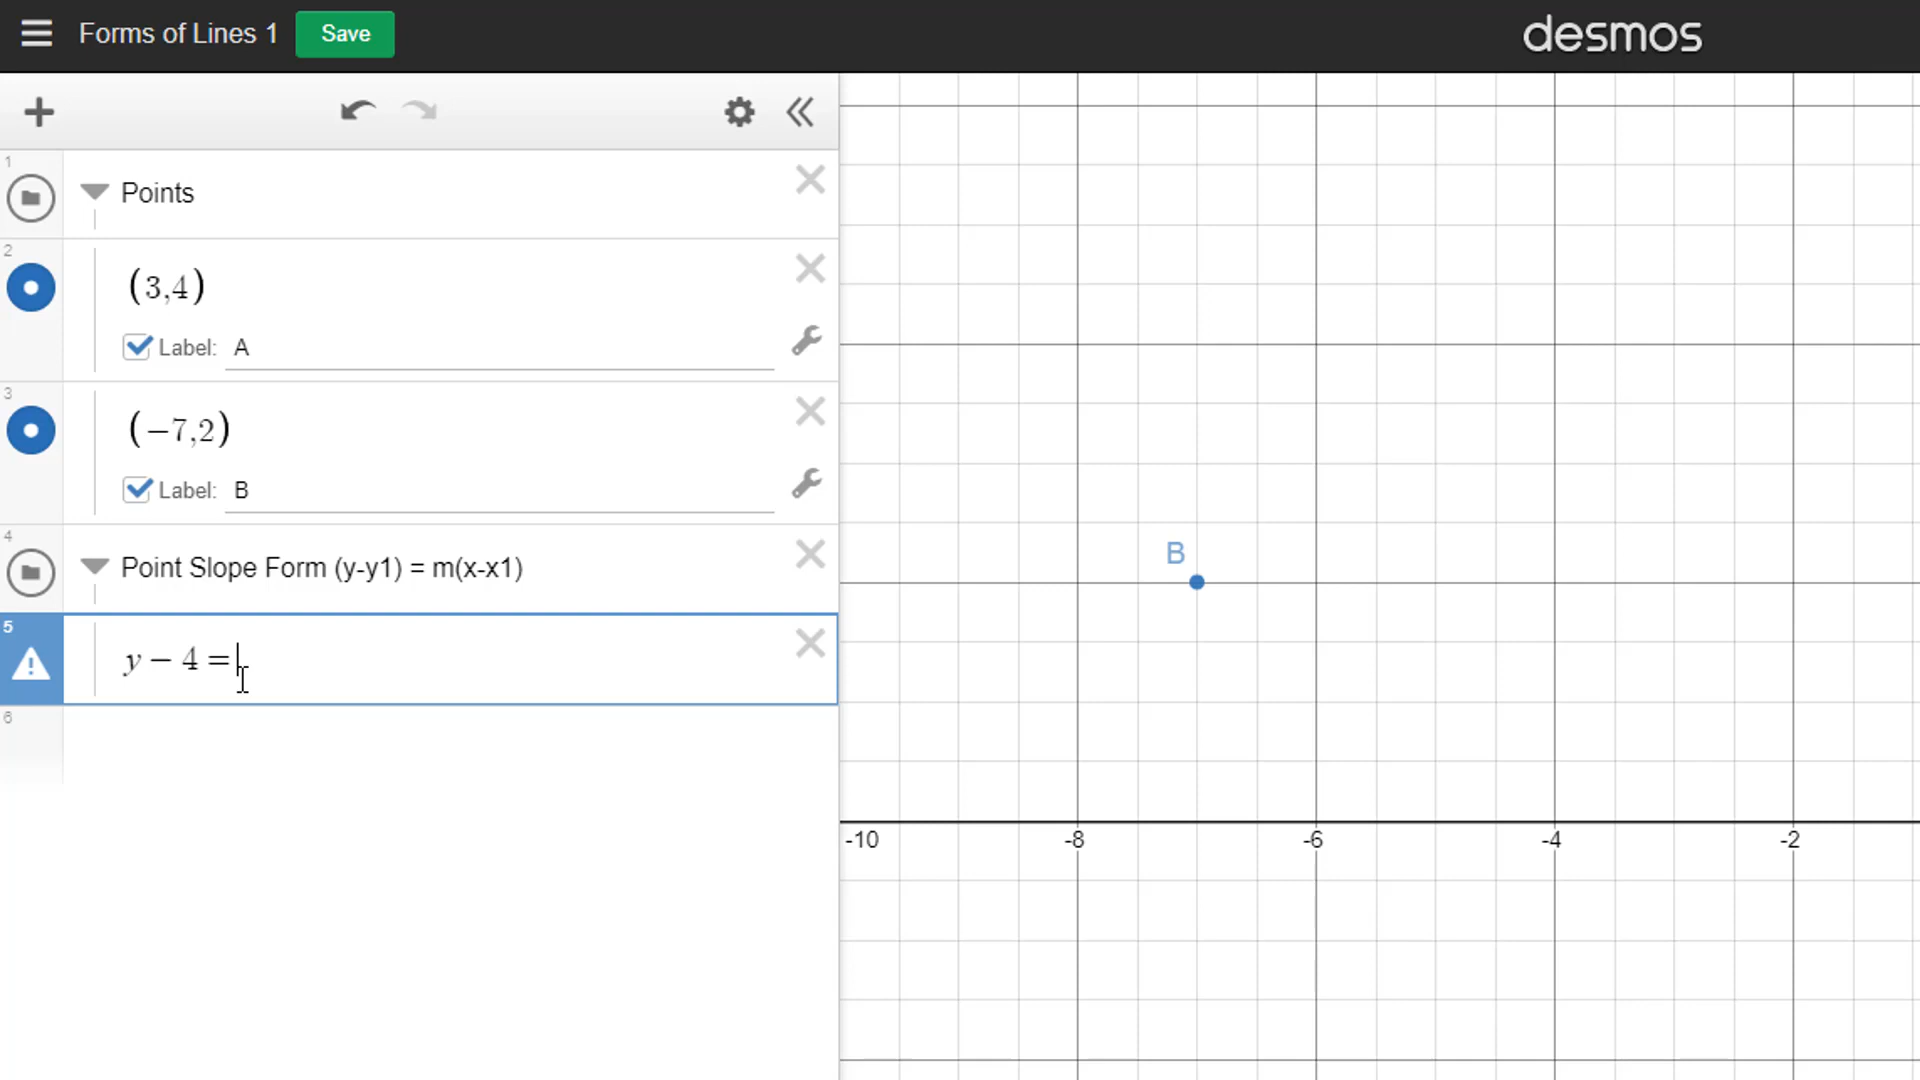 Forms of Lines 1 Save desmos
1
Points
2
(3,4)
Label: A
3
(−7,2)
Label: B
4
Point Slope Form (y-y1) = m(x-x1)
5
y − 4 =
6
B
-10 -8 -6 -4 -2